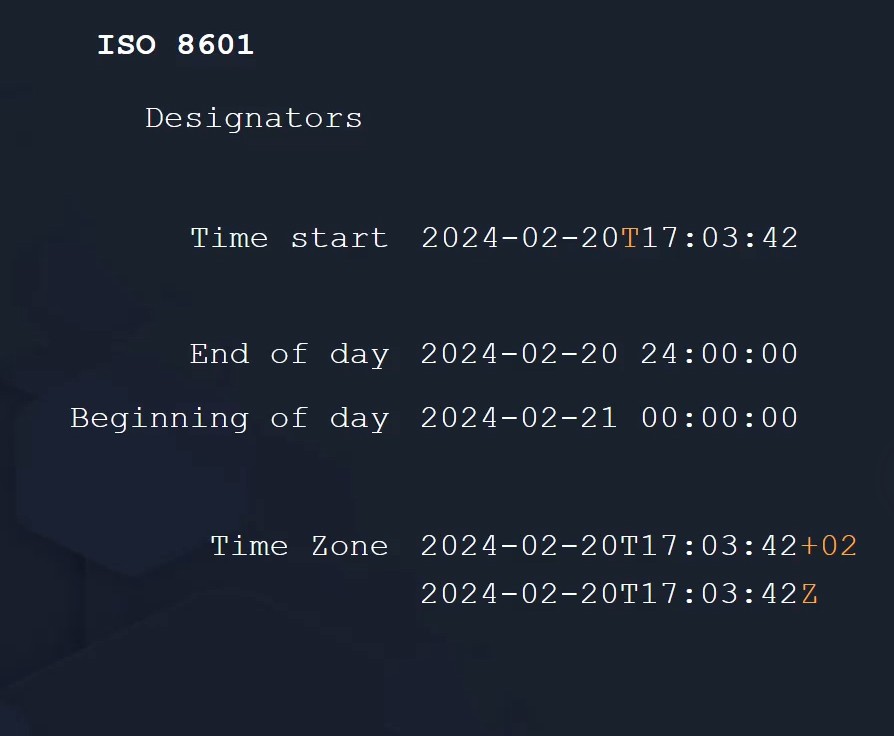 ISO 8601
Designators
Time start 2024-02-20T17:03:42
End of day 2024-02-20 24:00:00
Beginning of day 2024-02-21 00:00:00
Time Zone 2024-02-20T17:03:42+02
2024-02-20T17:03:42Z